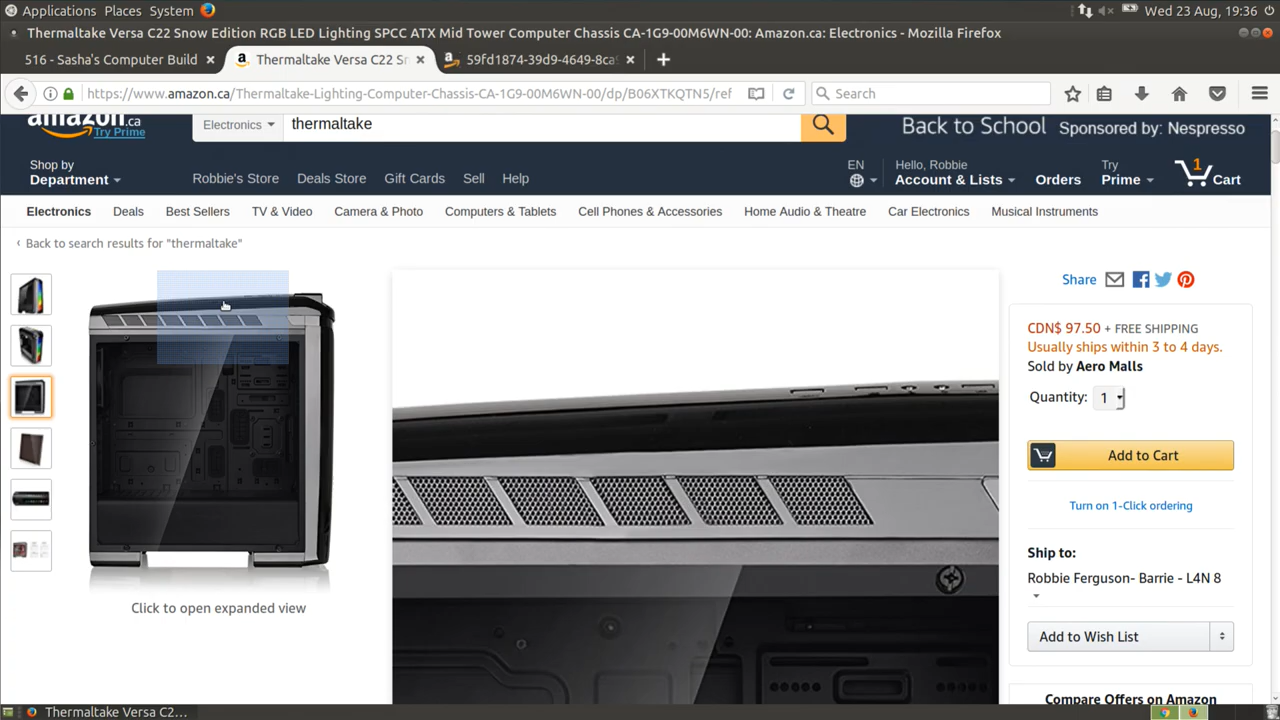 Applications Places System Wed 23 Aug, 19:36
Thermaltake Versa C22 Snow Edition RGB LED Lighting SPCC ATX Mid Tower Computer Chassis CA-1G9-00M6WN-00: Amazon.ca: Electronics - Mozilla Firefox
516 - Sasha's Computer Build Thermaltake Versa C22 Sn 59fd1874-39d9-4649-8ca9
https://www.amazon.ca/Thermaltake-Lighting-Computer-Chassis-CA-1G9-00M6WN-00/dp/B06XTKQTN5/ref Search
amazon.ca Try Prime Electronics thermaltake Back to School Sponsored by: Nespresso
Shop by EN Hello, Robbie Try 1
Department Robbie's Store Deals Store Gift Cards Sell Help Account & Lists Orders Prime Cart
Electronics Deals Best Sellers TV & Video Camera & Photo Computers & Tablets Cell Phones & Accessories Home Audio & Theatre Car Electronics Musical Instruments
‹ Back to search results for "thermaltake"
Share
CDN$ 97.50 + FREE SHIPPING
Usually ships within 3 to 4 days.
Sold by Aero Malls
Quantity: 1
Add to Cart
Turn on 1-Click ordering
Ship to:
Robbie Ferguson- Barrie - L4N 8
Click to open expanded view
Add to Wish List
Compare Offers on Amazon
Thermaltake Versa C2...